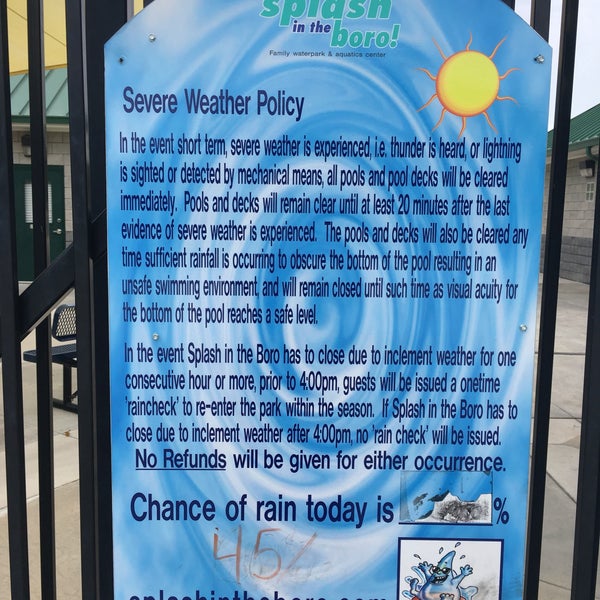 splash
in the
boro!
Family waterpark & aquatics center
Severe Weather Policy
In the event short term, severe weather is experienced, i.e. thunder is heard, or lightning
is sighted or detected by mechanical means, all pools and pool decks will be cleared
immediately. Pools and decks will remain clear until at least 20 minutes after the last
evidence of severe weather is experienced. The pools and decks will also be cleared any
time sufficient rainfall is occurring to obscure the bottom of the pool resulting in an
unsafe swimming environment, and will remain closed until such time as visual acuity for
the bottom of the pool reaches a safe level.
In the event Splash in the Boro has to close due to inclement weather for one
consecutive hour or more, prior to 4:00pm, guests will be issued a onetime
'raincheck' to re-enter the park within the season. If Splash in the Boro has to
close due to inclement weather after 4:00pm, no 'rain check' will be issued.
No Refunds will be given for either occurrence.
Chance of rain today is %
45%
splashintheboro.com